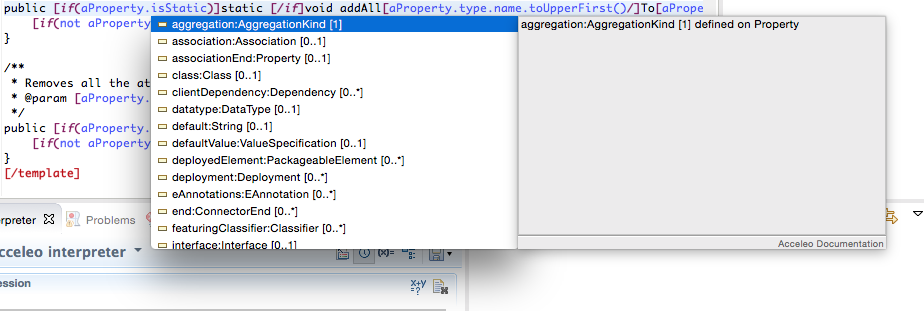 public [if(aProperty.isStatic)]static [/if]void addAll[aProperty.type.name.toUpperFirst()/]To[aPrope
[if(not aProperty
}
/**
* Removes all the at
* @param [aProperty.
*/
public [if(aProperty.
[if(not aProperty
}
[/template]
aggregation:AggregationKind [1]
association:Association [0..1]
associationEnd:Property [0..1]
class:Class [0..1]
clientDependency:Dependency [0..*]
datatype:DataType [0..1]
default:String [0..1]
defaultValue:ValueSpecification [0..1]
deployedElement:PackageableElement [0..*]
deployment:Deployment [0..*]
eAnnotations:EAnnotation [0..*]
end:ConnectorEnd [0..*]
featuringClassifier:Classifier [0..*]
interface:Interface [0..1]
aggregation:AggregationKind [1] defined on Property
Acceleo Documentation
rpreter
Problems
cceleo interpreter
(x)=
ession
x+y
=?